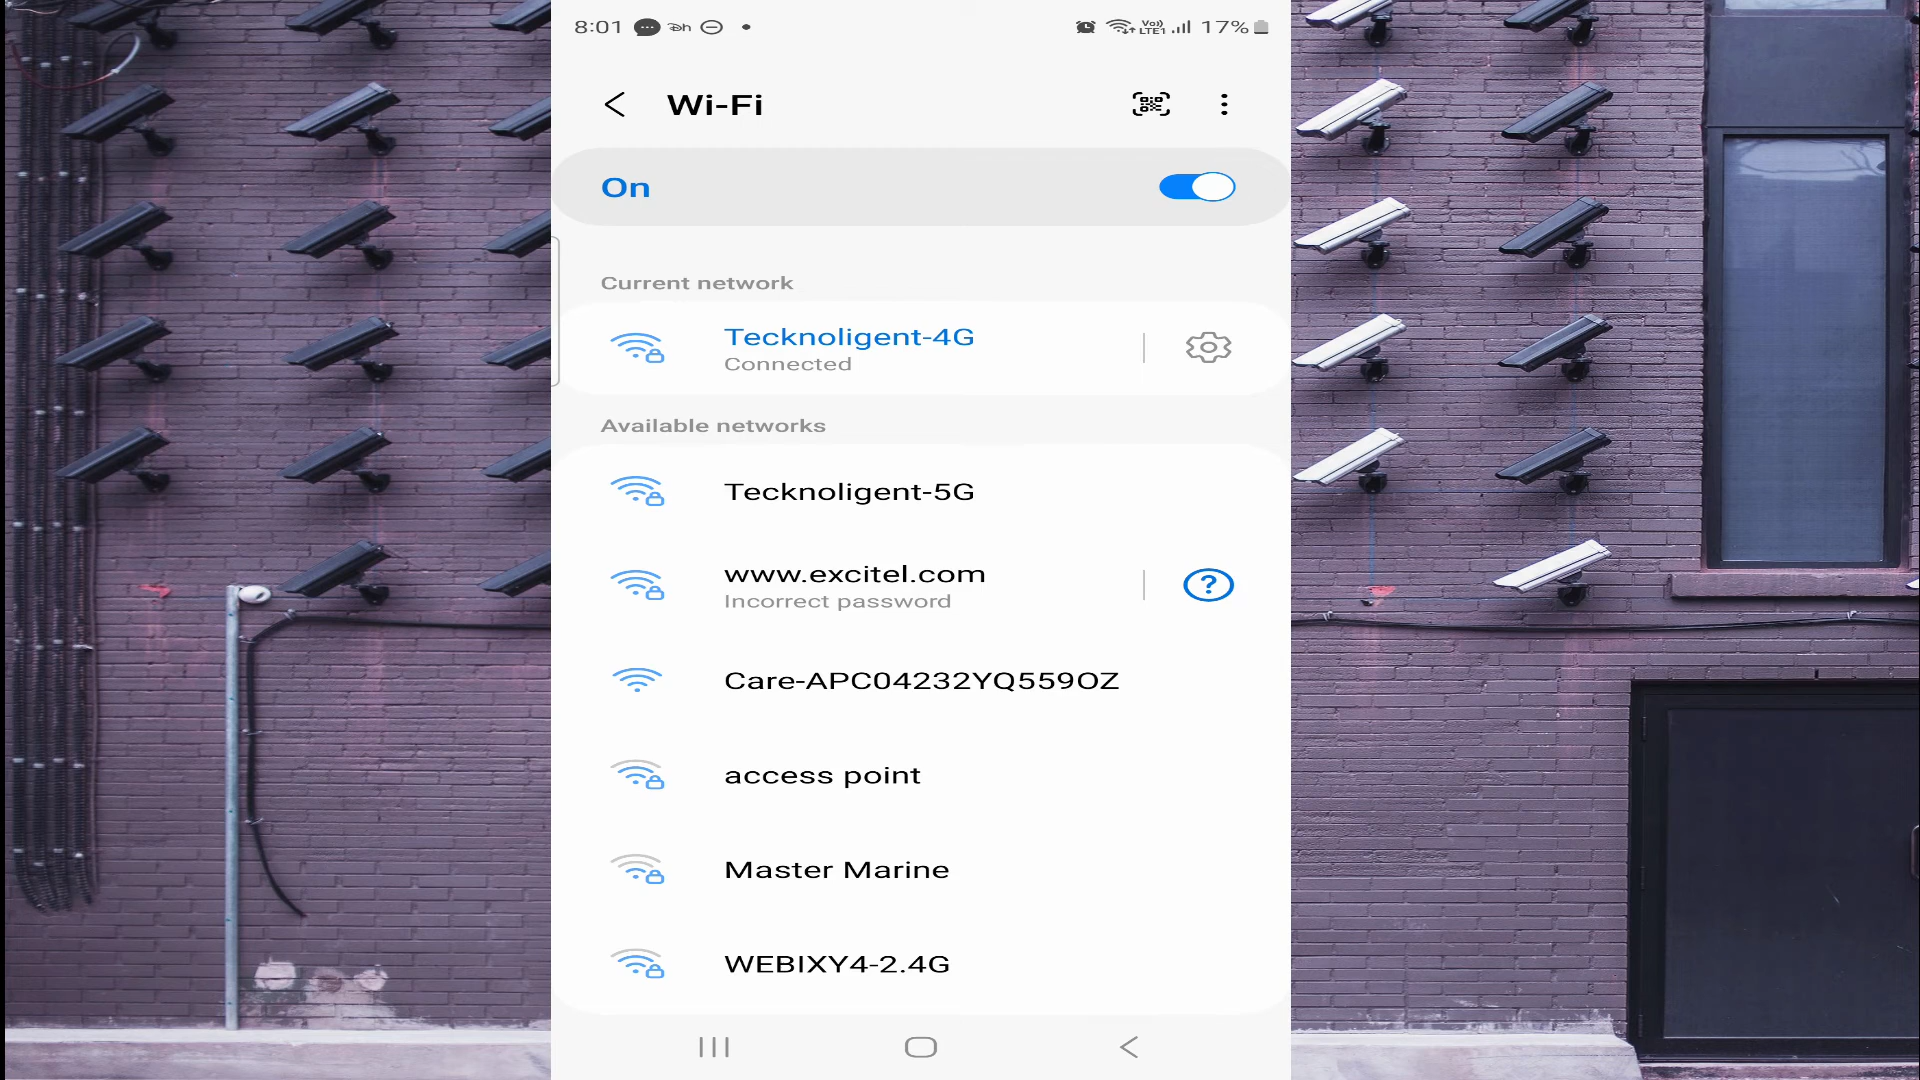 8:01
17%
Wi-Fi
On
Current network
Tecknoligent-4G
Connected
Available networks
Tecknoligent-5G
www.excitel.com
Incorrect password
Care-APC04232YQ559OZ
access point
Master Marine
WEBIXY4-2.4G